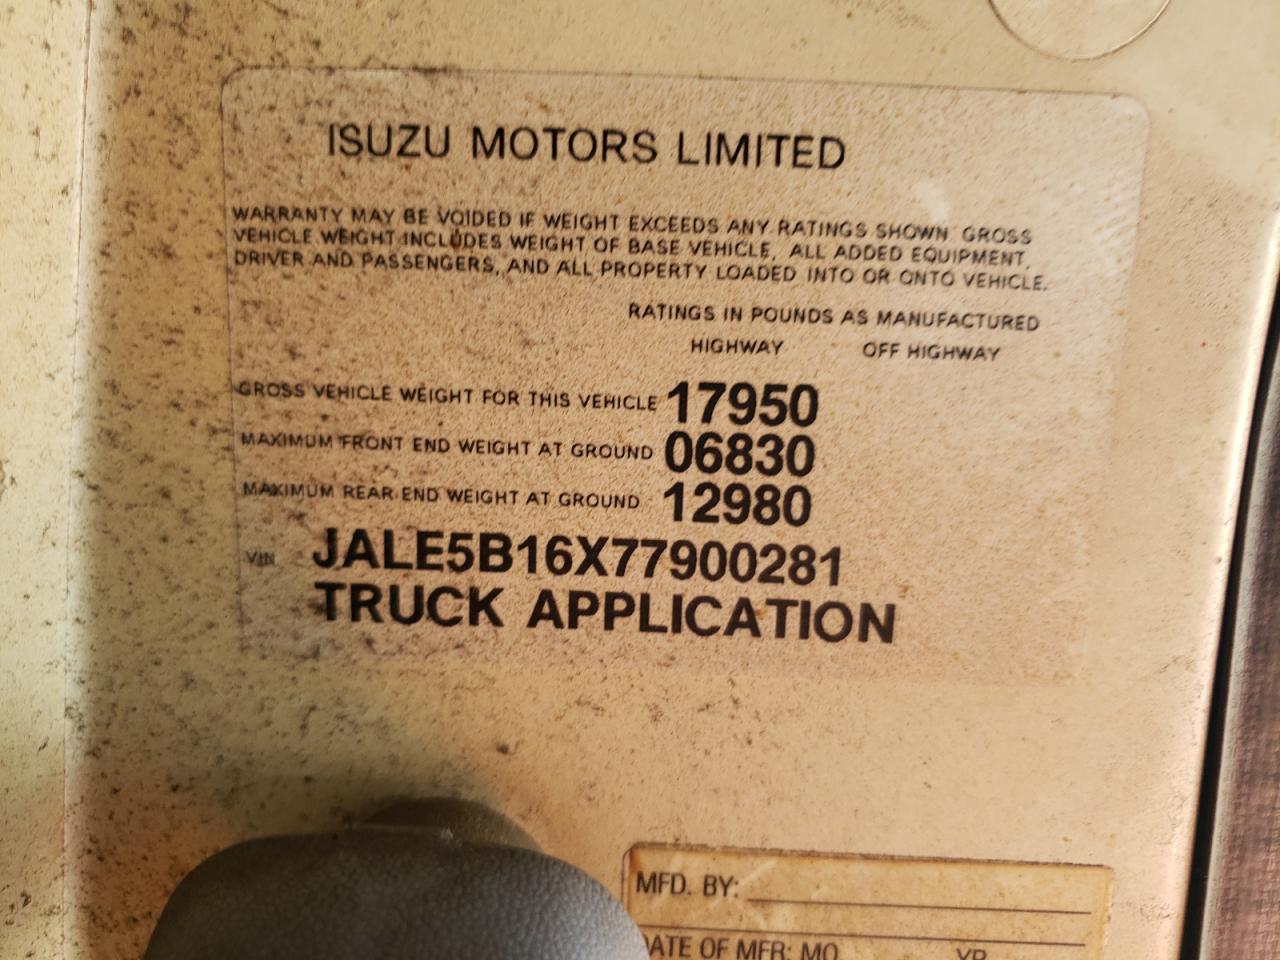 ISUZU MOTORS LIMITED
WARRANTY MAY BE VOIDED IF WEIGHT EXCEEDS ANY RATINGS SHOWN GROSS
VEHICLE WEIGHT INCLUDES WEIGHT OF BASE VEHICLE, ALL ADDED EQUIPMENT,
DRIVER AND PASSENGERS, AND ALL PROPERTY LOADED INTO OR ONTO VEHICLE.
RATINGS IN POUNDS AS MANUFACTURED
HIGHWAY OFF HIGHWAY
GROSS VEHICLE WEIGHT FOR THIS VEHICLE 17950
MAXIMUM FRONT END WEIGHT AT GROUND 06830
MAXIMUM REAR END WEIGHT AT GROUND 12980
VIN JALE5B16X77900281
TRUCK APPLICATION
MFD. BY:
DATE OF MFR: MO. YR.